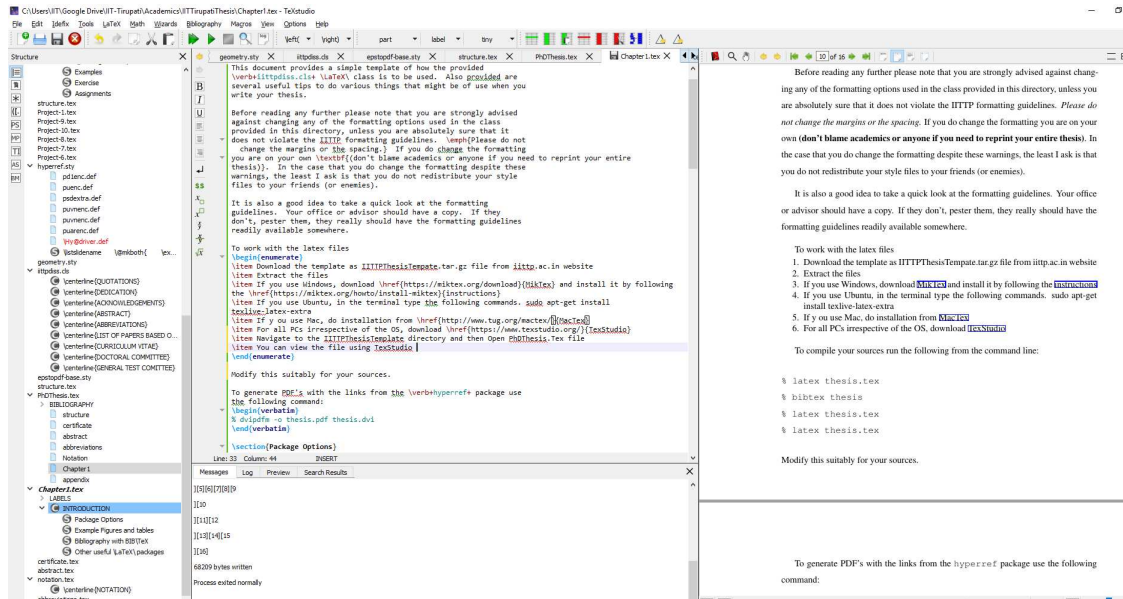 C:\Users\IIT\Google Drive\IIT-Tirupati\Academics\IITTirupatiThesis\Chapter1.tex - TeXstudio
File Edit Idefix Tools LaTeX Math Wizards Bibliography Magros View Options Help
\left( \right) part label tiny
Structure
Examples
Exercise
Assignments
structure.tex
Project-1.tex
Project-9.tex
Project-10.tex
Project-8.tex
Project-7.tex
Project-6.tex
hyperref.sty
pd1enc.def
puenc.def
psdextra.def
puvnenc.def
puvnenc.def
puarenc.def
\Hy@driver.def
\lstslidename \@mkboth{ \ex...
geometry.sty
iittpdiss.cls
\centerline{QUOTATIONS}
\centerline{DEDICATION}
\centerline{ACKNOWLEDGEMENTS}
\centerline{ABSTRACT}
\centerline{ABBREVIATIONS}
\centerline{LIST OF PAPERS BASED O...
\centerline{CURRICULUM VITAE}
\centerline{DOCTORAL COMMITTEE}
\centerline{GENERAL TEST COMITTEE}
epstopdf-base.sty
structure.tex
PhDThesis.tex
BIBLIOGRAPHY
structure
certificate
abstract
abbreviations
Notation
Chapter1
appendix
Chapter1.tex
LABELS
INTRODUCTION
Package Options
Example Figures and tables
Bibliography with BIB\TeX
Other useful \LaTeX\ packages
certificate.tex
abstract.tex
notation.tex
\centerline{NOTATION}
abbreviations.tex
geometry.sty iittpdiss.cls epstopdf-base.sty structure.tex PhDThesis.tex Chapter1.tex
This document provides a simple template of how the provided
\verb+iittpdiss.cls+ \LaTeX\ class is to be used. Also provided are
several useful tips to do various things that might be of use when you
write your thesis.
Before reading any further please note that you are strongly advised
against changing any of the formatting options used in the class
provided in this directory, unless you are absolutely sure that it
does not violate the IITTP formatting guidelines. \emph{Please do not
change the margins or the spacing.} If you do change the formatting
you are on your own \textbf{(don't blame academics or anyone if you need to reprint your entire
thesis)}. In the case that you do change the formatting despite these
warnings, the least I ask is that you do not redistribute your style
files to your friends (or enemies).
It is also a good idea to take a quick look at the formatting
guidelines. Your office or advisor should have a copy. If they
don't, pester them, they really should have the formatting guidelines
readily available somewhere.
To work with the latex files
\begin{enumerate}
\item Download the template as IITTPThesisTempate.tar.gz file from iittp.ac.in website
\item Extract the files
\item If you use Windows, download \href{https://miktex.org/download}{MikTex} and install it by following
the \href{https://miktex.org/howto/install-miktex}{instructions}
\item If you use Ubuntu, in the terminal type the following commands. sudo apt-get install
texlive-latex-extra
\item If y ou use Mac, do installation from \href{http://www.tug.org/mactex/}{MacTex}
\item For all PCs irrespective of the OS, download \href{https://www.texstudio.org/}{TexStudio}
\item Navigate to the IITTPThesisTemplate directory and then Open PhDThesis.Tex file
\item You can view the file using TexStudio
\end{enumerate}
Modify this suitably for your sources.
To generate PDF's with the links from the \verb+hyperref+ package use
the following command:
\begin{verbatim}
% dvipdfm -o thesis.pdf thesis.dvi
\end{verbatim}
\section{Package Options}
Line: 33 Column: 44 INSERT
Messages Log Preview Search Results
][5][6][7][8][9
][10
][11][12
][13][14][15
][16]
68209 bytes written
Process exited normally
10 of 16
Before reading any further please note that you are strongly advised against chang-
ing any of the formatting options used in the class provided in this directory, unless you
are absolutely sure that it does not violate the IITTP formatting guidelines. Please do
not change the margins or the spacing. If you do change the formatting you are on your
own (don't blame academics or anyone if you need to reprint your entire thesis). In
the case that you do change the formatting despite these warnings, the least I ask is that
you do not redistribute your style files to your friends (or enemies).
It is also a good idea to take a quick look at the formatting guidelines. Your office
or advisor should have a copy. If they don't, pester them, they really should have the
formatting guidelines readily available somewhere.
To work with the latex files
1. Download the template as IITTPThesisTempate.tar.gz file from iittp.ac.in website
2. Extract the files
3. If you use Windows, download MikTex and install it by following the instructions
4. If you use Ubuntu, in the terminal type the following commands. sudo apt-get
install texlive-latex-extra
5. If y ou use Mac, do installation from MacTex
6. For all PCs irrespective of the OS, download TexStudio
To compile your sources run the following from the command line:
% latex thesis.tex
% bibtex thesis
% latex thesis.tex
% latex thesis.tex
Modify this suitably for your sources.
To generate PDF's with the links from the hyperref package use the following
command: